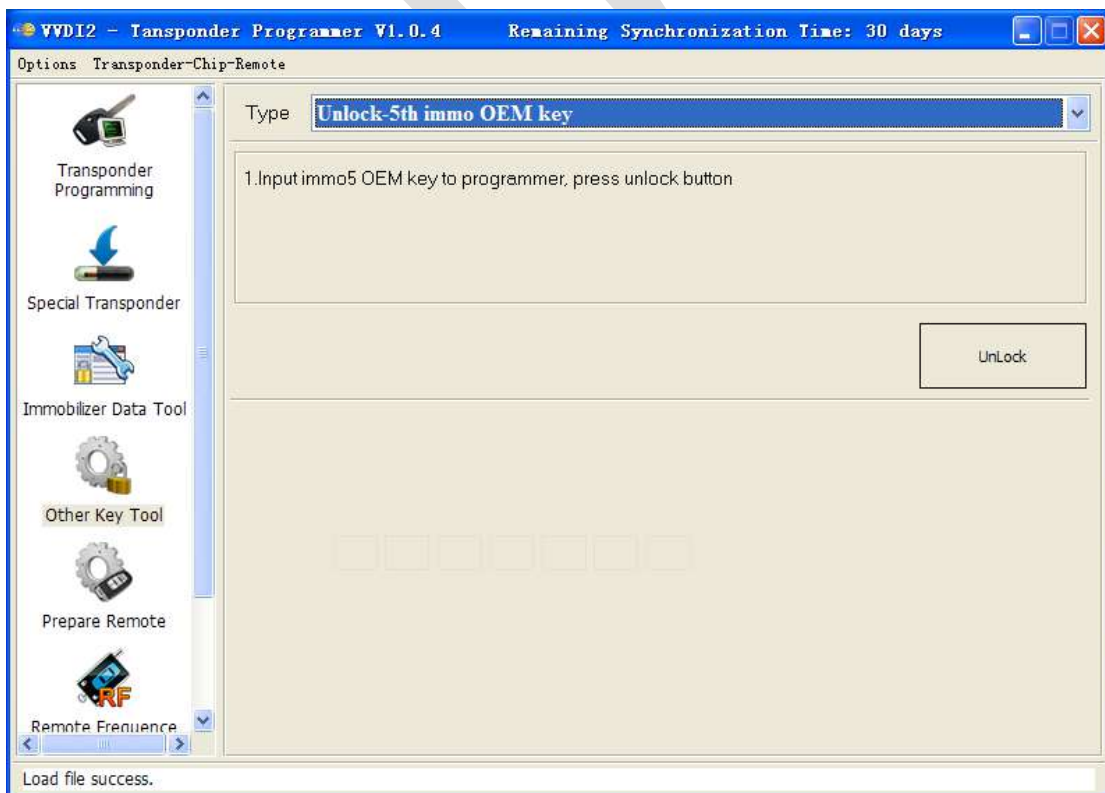 VVDI2 - Tansponder Programmer V1.0.4 Remaining Synchronization Time: 30 days
Options Transponder-Chip-Remote
Type Unlock-5th immo OEM key
Transponder
Programming
1.Input immo5 OEM key to programmer, press unlock button
Special Transponder
UnLock
Immobilizer Data Tool
Other Key Tool
Prepare Remote
RF
Remote Frequence
Load file success.